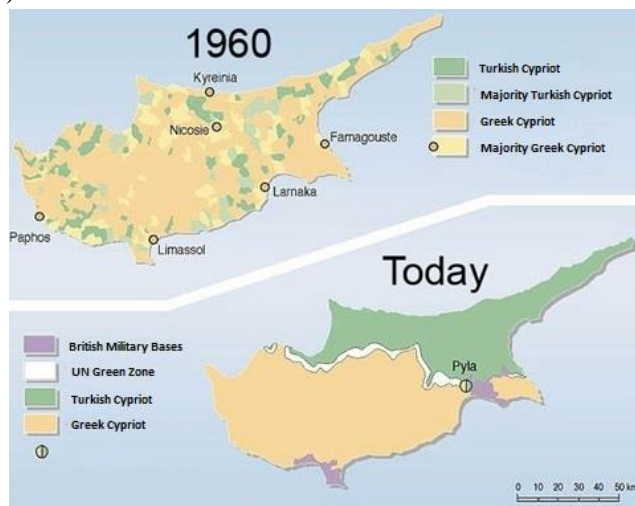 )
1960
Turkish Cypriot
Majority Turkish Cypriot
Greek Cypriot
Majority Greek Cypriot
Kyreinia
Nicosie
Famagouste
Larnaka
Paphos
Limassol
Today
British Military Bases
UN Green Zone
Turkish Cypriot
Greek Cypriot
Pyla
0 10 20 30 40 50 km